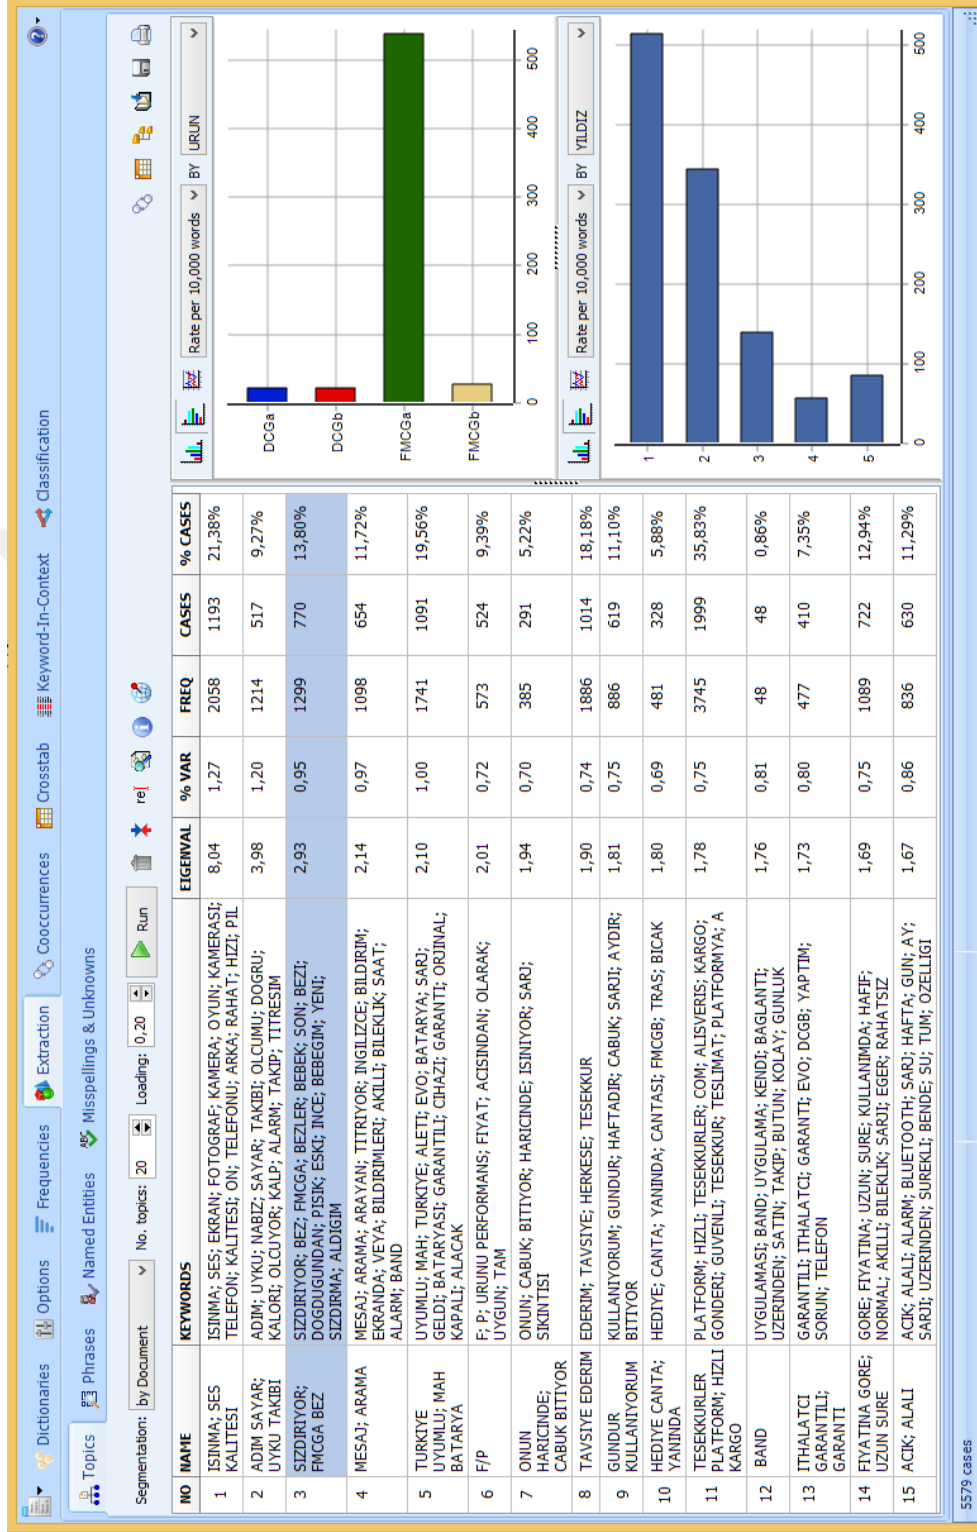 Dictionaries Options Frequencies Extraction Cooccurrences Crosstab Keyword-In-Context Classification
Topics Phrases Named Entities Misspellings & Unknowns
Segmentation: by Document No. topics: 20 Loading: 0,20 Run
NO NAME KEYWORDS EIGENVAL % VAR FREQ CASES % CASES
1 ISINMA; SES KALITESI ISINMA; SES; EKRAN; FOTOGRAF; KAMERA; OYUN; KAMERASI; 8,04 1,27 2058 1193 21,38%
TELEFON; KALITESI; ON; TELEFONU; ARKA; RAHAT; HIZI; PIL
2 ADIM SAYAR; UYKU TAKIBI ADIM; UYKU; NABIZ; SAYAR; TAKIBI; OLCUMU; DOGRU; 3,98 1,20 1214 517 9,27%
KALORI; OLCUYOR; KALP; ALARM; TAKIP; TITRESIM
3 SIZDIRIYOR; FMCGA BEZ SIZDIRIYOR; BEZ; FMCGA; BEZLER; BEBEK; SON; BEZI; 2,93 0,95 1299 770 13,80%
DOGDUGUNDAN; PISIK; ESKI; INCE; BEBEGIM; YENI;
SIZDIRMA; ALDIGIM
4 MESAJ; ARAMA MESAJ; ARAMA; ARAYAN; TITRIYOR; INGILIZCE; BILDIRIM; 2,14 0,97 1098 654 11,72%
EKRANDA; VEYA; BILDIRIMLERI; AKILLI; BILEKLIK; SAAT;
ALARM; BAND
5 TURKIYE UYUMLU; MAH BATARYA UYUMLU; MAH; TURKIYE; ALETI; EVO; BATARYA; SARJ; 2,10 1,00 1741 1091 19,56%
GELDI; BATARYASI; GARANTILI; CIHAZI; GARANTI; ORJINAL;
KAPALI; ALACAK
6 F/P F; P; URUNU PERFORMANS; FIYAT; ACISINDAN; OLARAK; 2,01 0,72 573 524 9,39%
UYGUN; TAM
7 ONUN HARICINDE; CABUK BITIYOR ONUN; CABUK; BITIYOR; HARICINDE; ISINIYOR; SARJ; 1,94 0,70 385 291 5,22%
SIKINTISI
8 TAVSIYE EDERIM EDERIM; TAVSIYE; HERKESE; TESEKKUR 1,90 0,74 1886 1014 18,18%
9 GUNDUR KULLANIYORUM KULLANIYORUM; GUNDUR; HAFTADIR; CABUK; SARJI; AYDIR; 1,81 0,75 886 619 11,10%
BITIYOR
10 HEDIYE CANTA; YANINDA HEDIYE; CANTA; YANINDA; CANTASI; FMCGB; TRAS; BICAK 1,80 0,69 481 328 5,88%
11 TESEKKURLER PLATFORM; HIZLI KARGO PLATFORM; HIZLI; TESEKKURLER; COM; ALISVERIS; KARGO; 1,78 0,75 3745 1999 35,83%
GONDERI; GUVENLI; TESEKKUR; TESLIMAT; PLATFORMYA; A
12 BAND UYGULAMASI; BAND; UYGULAMA; KENDI; BAGLANTI; 1,76 0,81 48 48 0,86%
UZERINDEN; SATIN; TAKIP; BUTUN; KOLAY; GUNLUK
13 ITHALATCI GARANTILI; GARANTI GARANTILI; ITHALATCI; GARANTI; EVO; DCGB; YAPTIM; 1,73 0,80 477 410 7,35%
SORUN; TELEFON
14 FIYATINA GORE; UZUN SURE GORE; FIYATINA; UZUN; SURE; KULLANIMDA; HAFIF; 1,69 0,75 1089 722 12,94%
NORMAL; AKILLI; BILEKLIK; SARJI; EGER; RAHATSIZ
15 ACIK; ALALI ACIK; ALALI; ALARM; BLUETOOTH; SARJ; HAFTA; GUN; AY; 1,67 0,86 836 630 11,29%
SARJI; UZERINDEN; SUREKLI; BENDE; SU; TUM; OZELLIGI
Rate per 10,000 words BY URUN
DCGa
DCGb
FMCGa
FMCGb
0 100 200 300 400 500
Rate per 10,000 words BY YILDIZ
1
2
3
4
5
0 100 200 300 400 500
5579 cases